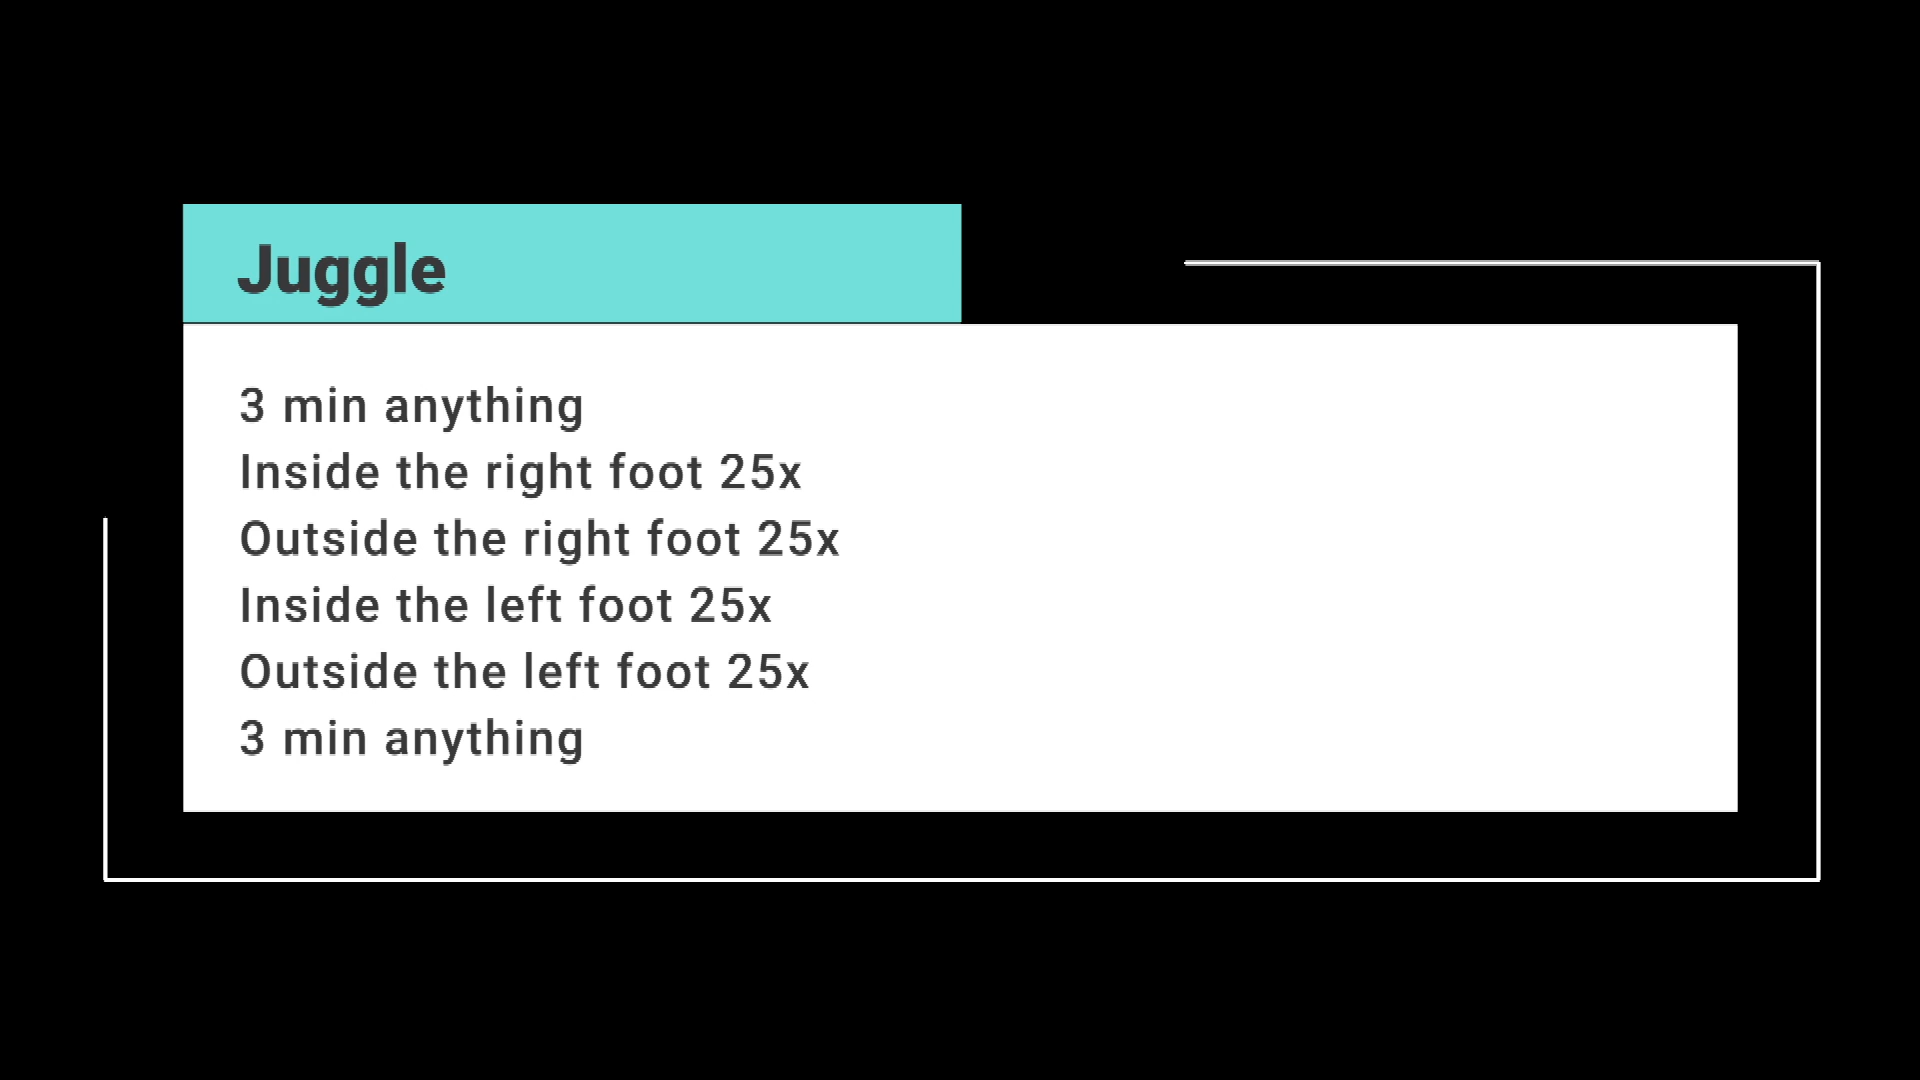 Juggle
3 min anything
Inside the right foot 25x
Outside the right foot 25x
Inside the left foot 25x
Outside the left foot 25x
3 min anything